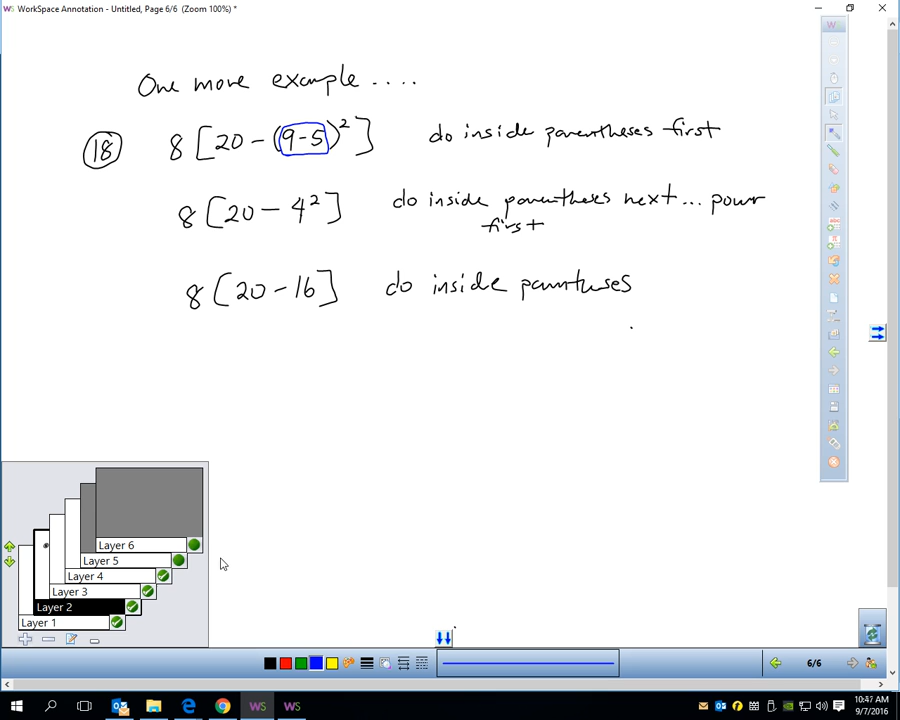 WorkSpace Annotation - Untitled, Page 6/6 (Zoom 100%) *
One more example ....
18 8 [20 - (9-5)²] do inside parentheses first
8 [20 - 4²] do inside parentheses next... power
first
8 [20 - 16] do inside parentheses
Layer 6
Layer 5
Layer 4
Layer 3
Layer 2
Layer 1
6/6
10:47 AM
9/7/2016